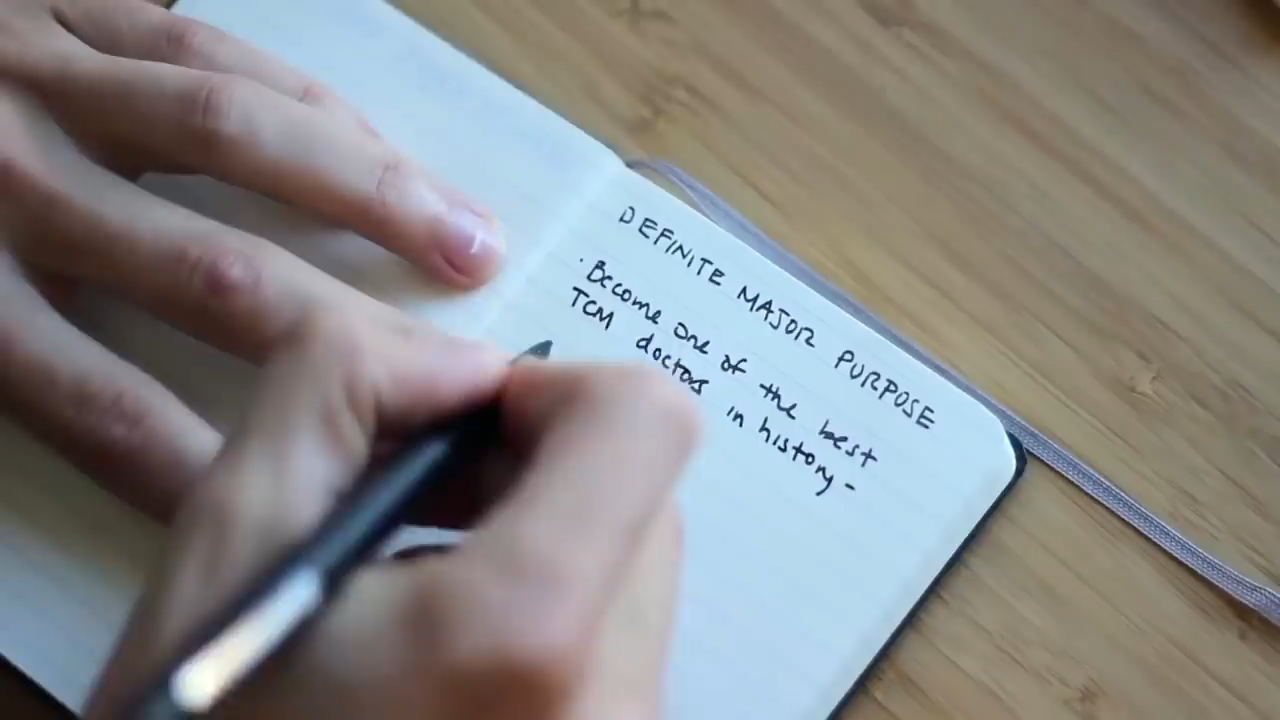 DEFINITE MAJOR PURPOSE
· Become one of the best
TCM doctors in history -